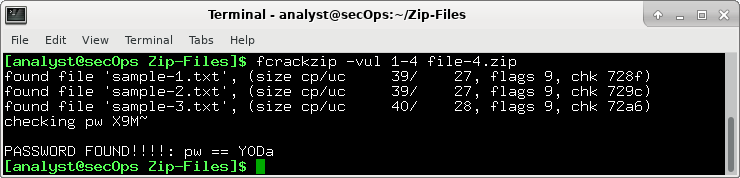 Terminal - analyst@secOps:~/Zip-Files
File Edit View Terminal Tabs Help
[analyst@secOps Zip-Files]$ fcrackzip -vul 1-4 file-4.zip
found file 'sample-1.txt', (size cp/uc     39/    27, flags 9, chk 728f)
found file 'sample-2.txt', (size cp/uc     39/    27, flags 9, chk 729c)
found file 'sample-3.txt', (size cp/uc     40/    28, flags 9, chk 72a6)
checking pw X9M~
PASSWORD FOUND!!!!: pw == YODa
[analyst@secOps Zip-Files]$